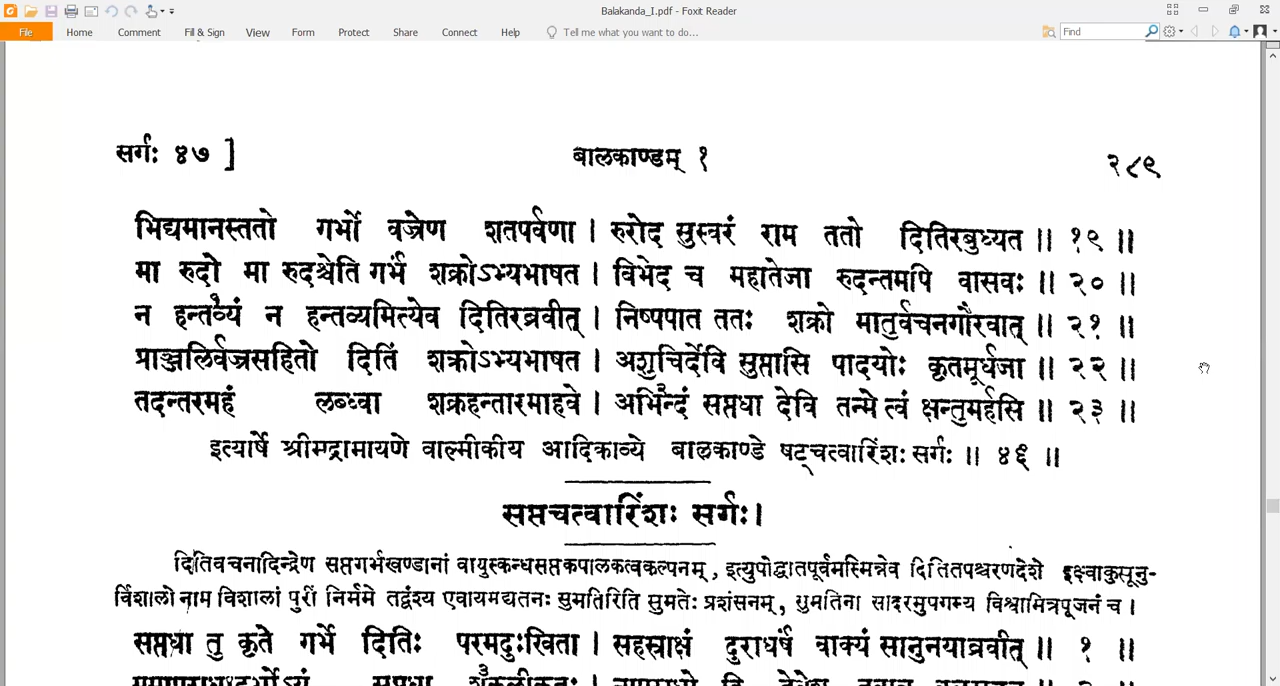 Balakanda_I.pdf - Foxit Reader
File Home Comment Fill & Sign View Form Protect Share Connect Help Tell me what you want to do... Find
सर्गः ४७ ] बालकाण्डम् १ २८९
भिद्यमानस्ततो गर्भो वज्रेण शतपर्वणा । रुरोद सुस्वरं राम ततो दितिरबुध्यत ॥ १९ ॥
मा रुदो मा रुदश्चेति गर्भं शक्रोऽभ्यभाषत । बिभेद च महातेजा रुदन्तमपि वासवः ॥ २० ॥
न हन्तव्यं न हन्तव्यमित्येव दितिरब्रवीत् । निष्पपात ततः शक्रो मातुर्वचनगौरवात् ॥ २१ ॥
प्राञ्जलिर्वज्रसहितो दितिं शक्रोऽभ्यभाषत । अशुचिर्देवि सुप्तासि पादयोः कृतमूर्धजा ॥ २२ ॥
तदन्तरमहं लब्ध्वा शक्रहन्तारमाहवे । अभिन्दं सप्तधा देवि तन्मे त्वं क्षन्तुमर्हसि ॥ २३ ॥
इत्यार्षे श्रीमद्रामायणे वाल्मीकीय आदिकाव्ये बालकाण्डे षट्चत्वारिंशः सर्गः ॥ ४६ ॥
सप्तचत्वारिंशः सर्गः।
दितिवचनादिन्द्रेण सप्तगर्भखण्डानां वायुस्कन्धसप्तकपालकत्वकल्पनम्, इत्युपोद्घातपूर्वमस्मिन्नेव दितितपश्चरणदेशे इक्ष्वाकुसूनु-
र्विशालो नाम विशालां पुरीं निर्ममे तद्वंश्य एवायमद्यतनः सुमतिरिति सुमतेः प्रशंसनम्, सुमतिना सादरमुपगम्य विश्वामित्रपूजनं च ।
सप्तधा तु कृते गर्भे दितिः परमदुःखिता । सहस्राक्षं दुराधर्षं वाक्यं सानुनयाब्रवीत् ॥ १ ॥